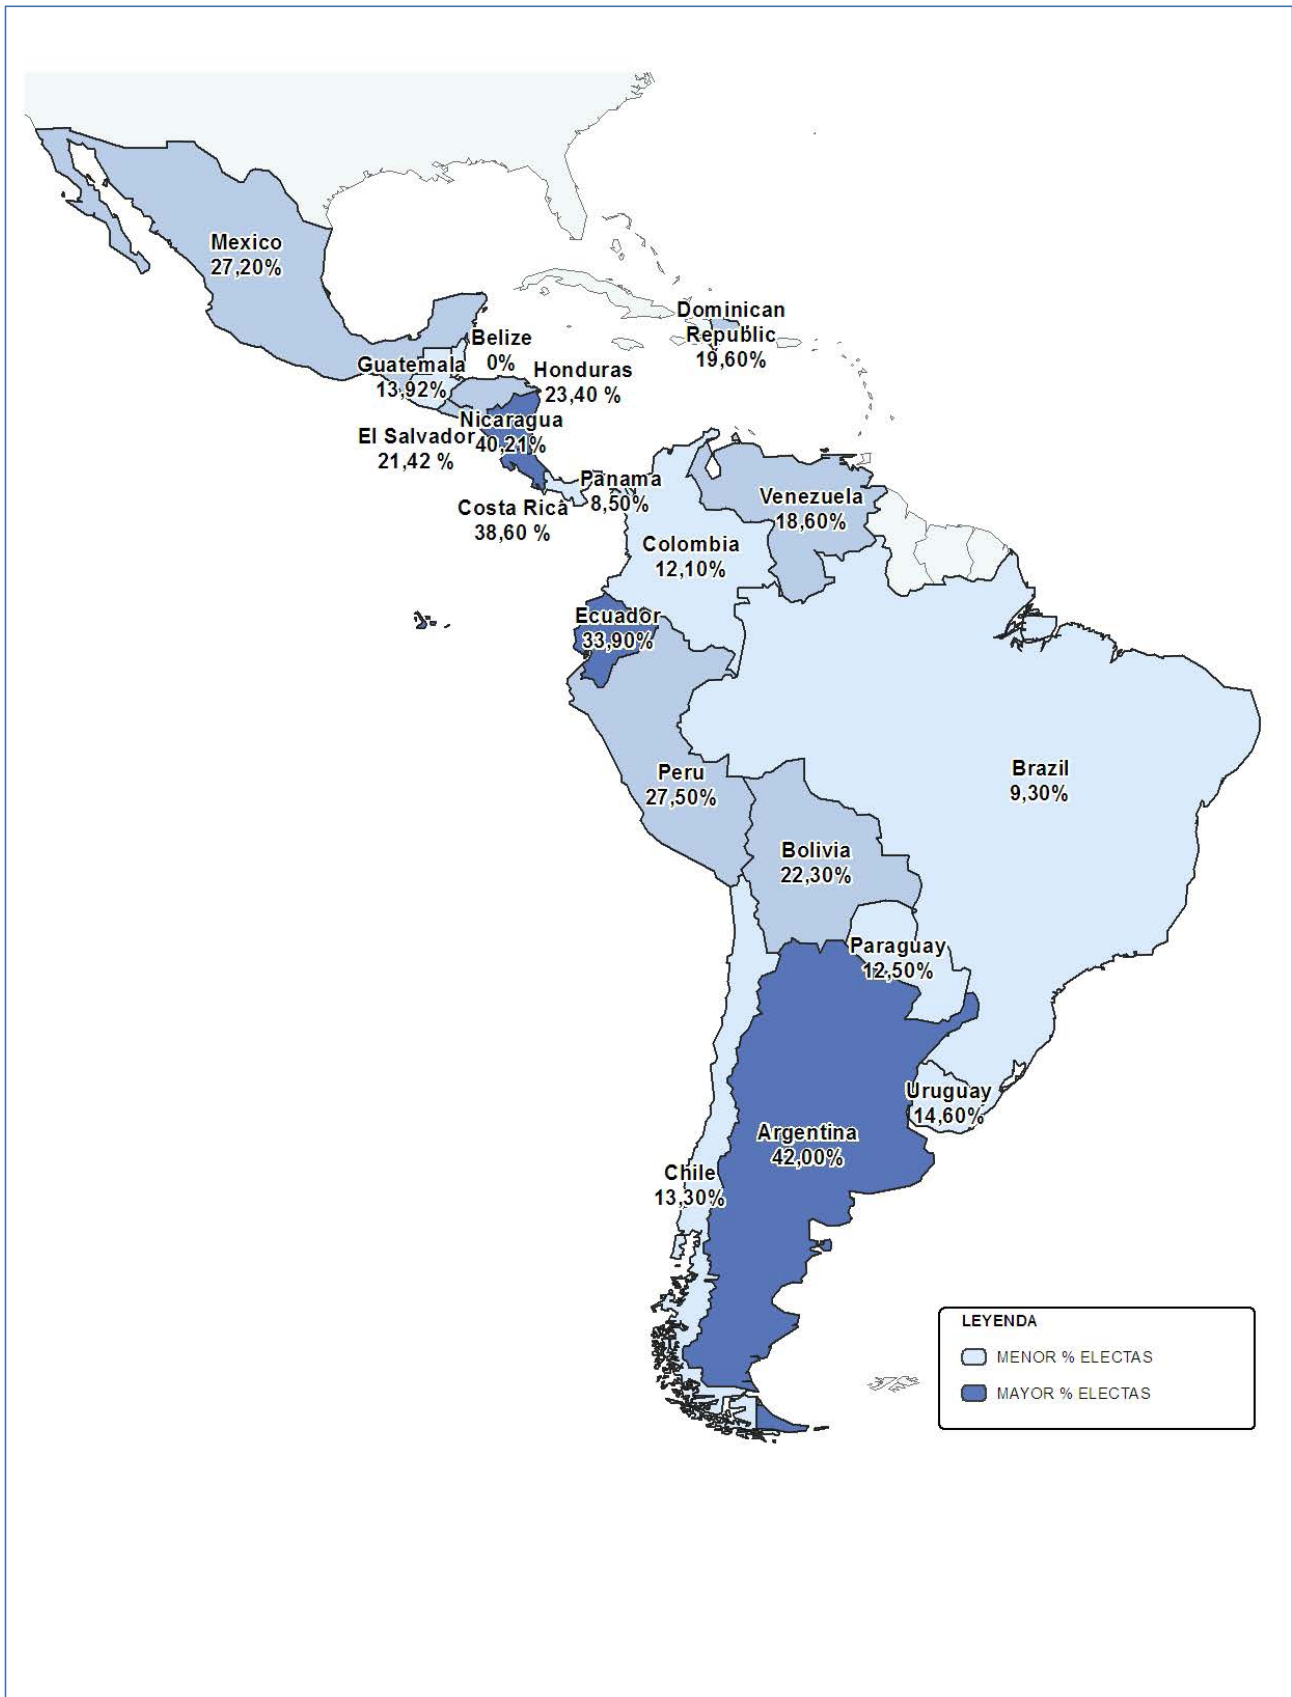 Mexico
27,20%
Dominican
Republic
19,60%
Belize
0%
Guatemala
13,92%
Honduras
23,40 %
Nicaragua
40,21%
El Salvador
21,42 %
Panama
8,50%
Costa Rica
38,60 %
Venezuela
18,60%
Colombia
12,10%
Ecuador
33,90%
Peru
27,50%
Brazil
9,30%
Bolivia
22,30%
Paraguay
12,50%
Uruguay
14,60%
Argentina
42,00%
Chile
13,30%
LEYENDA
MENOR % ELECTAS
MAYOR % ELECTAS